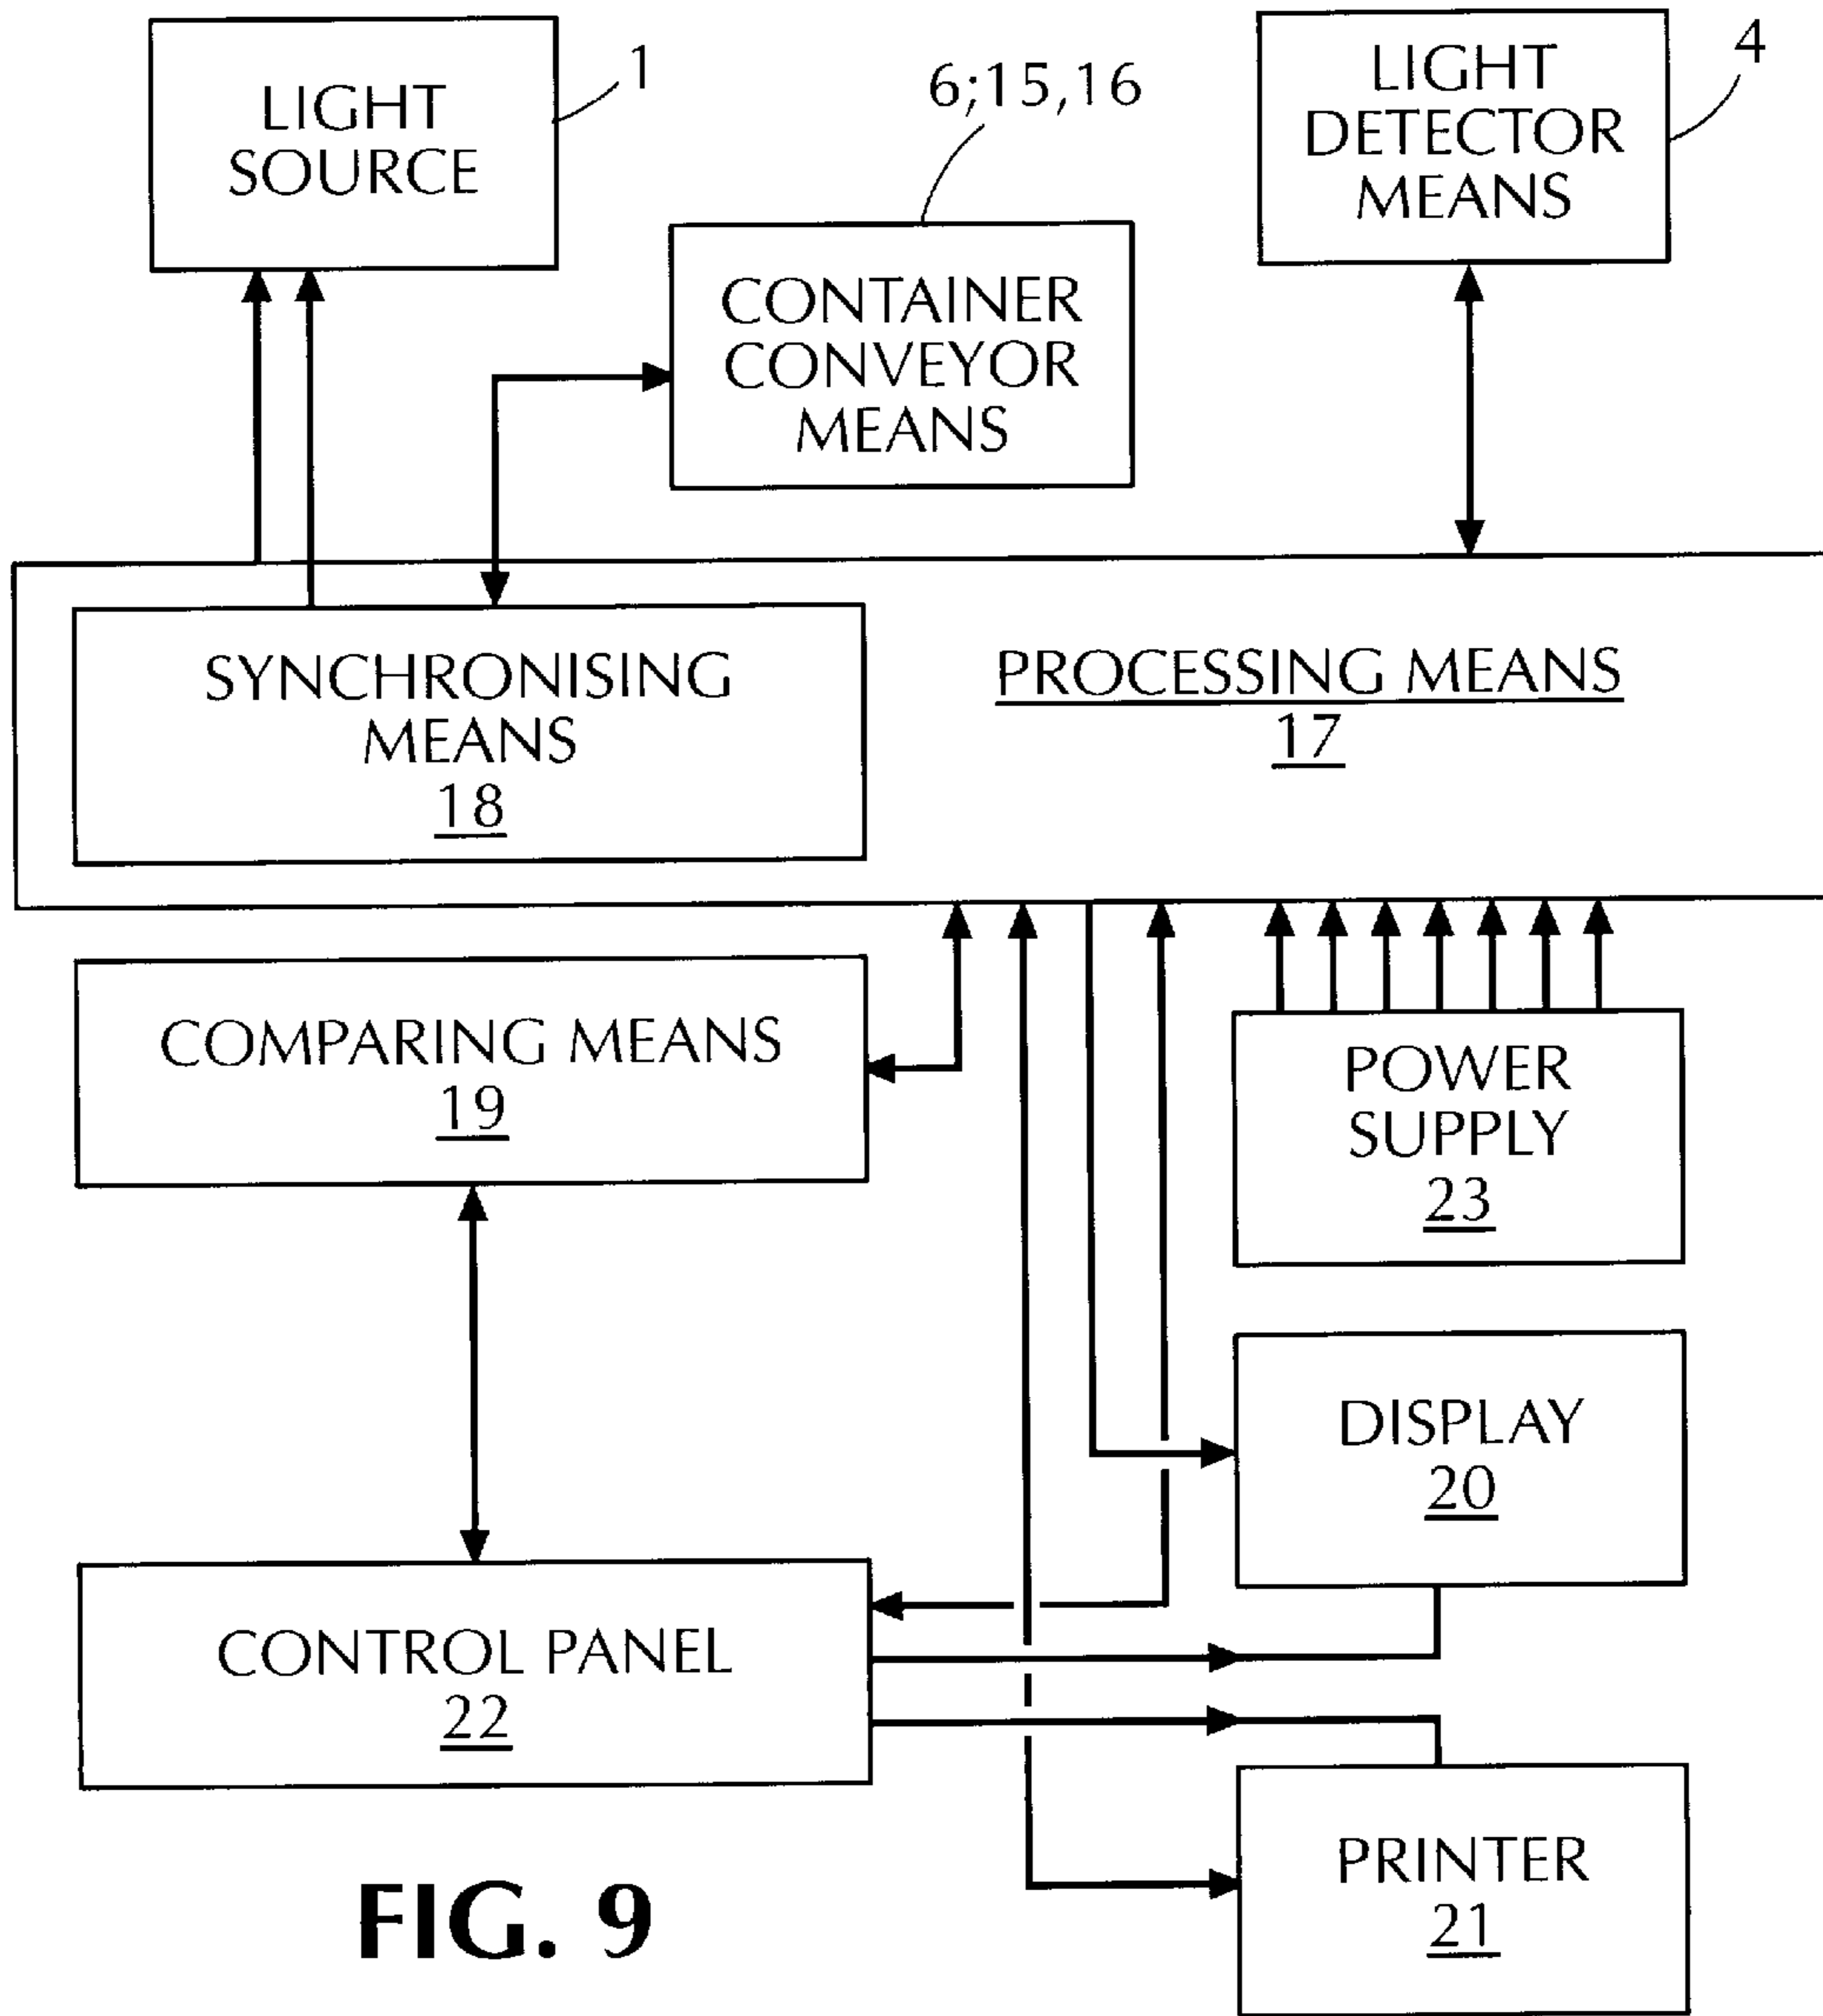 LIGHT
SOURCE
1
6;15,16
LIGHT
DETECTOR
MEANS
4
CONTAINER
CONVEYOR
MEANS
SYNCHRONISING
MEANS
18
PROCESSING MEANS
17
COMPARING MEANS
19
POWER
SUPPLY
23
DISPLAY
20
CONTROL PANEL
22
PRINTER
21
FIG. 9